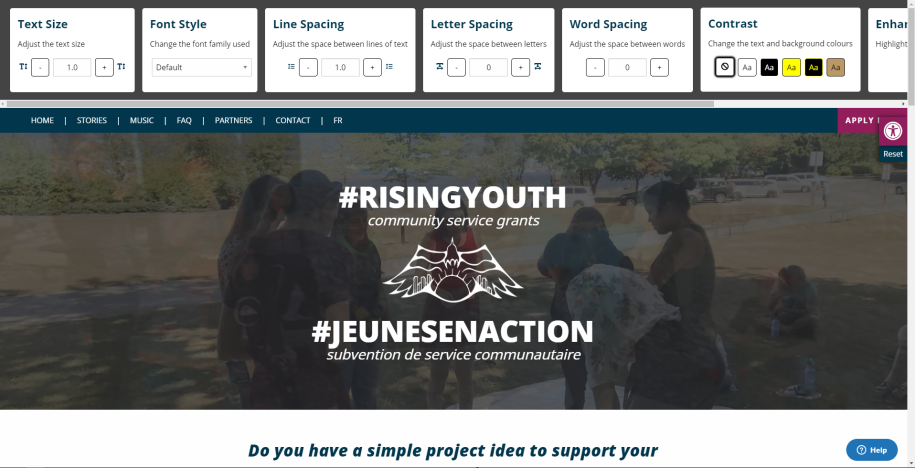 Text Size
Adjust the text size
T↕ - 1.0 + T↕
Font Style
Change the font family used
Default
Line Spacing
Adjust the space between lines of text
- 1.0 +
Letter Spacing
Adjust the space between letters
- 0 +
Word Spacing
Adjust the space between words
- 0 +
Contrast
Change the text and background colours
Aa Aa Aa Aa Aa
Enhan
Highlight
HOME | STORIES | MUSIC | FAQ | PARTNERS | CONTACT | FR
APPLY
Reset
#RISINGYOUTH
community service grants
#JEUNESENACTION
subvention de service communautaire
Do you have a simple project idea to support your
Help